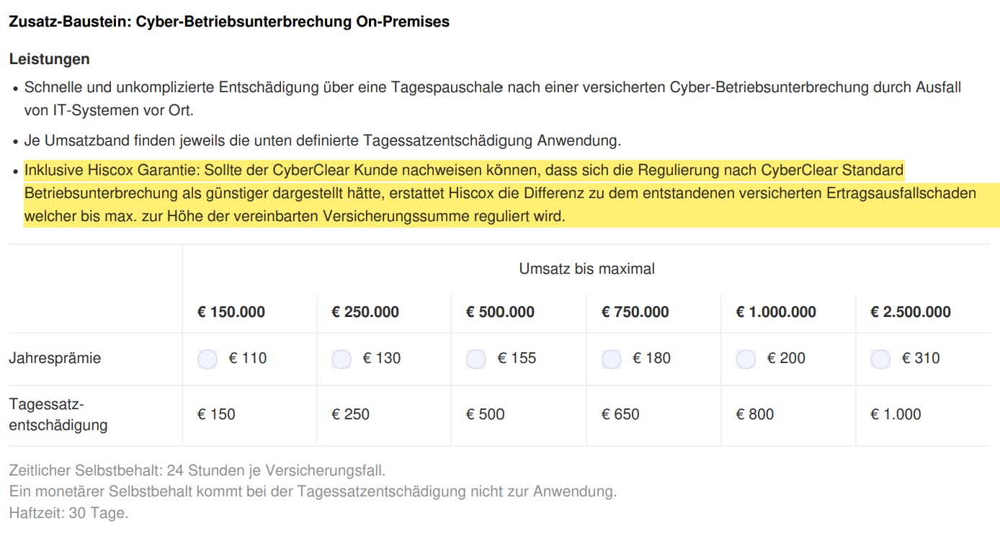 Zusatz-Baustein: Cyber-Betriebsunterbrechung On-Premises
Leistungen
• Schnelle und unkomplizierte Entschädigung über eine Tagespauschale nach einer versicherten Cyber-Betriebsunterbrechung durch Ausfall
von IT-Systemen vor Ort.
• Je Umsatzband finden jeweils die unten definierte Tagessatzentschädigung Anwendung.
• Inklusive Hiscox Garantie: Sollte der CyberClear Kunde nachweisen können, dass sich die Regulierung nach CyberClear Standard
Betriebsunterbrechung als günstiger dargestellt hätte, erstattet Hiscox die Differenz zu dem entstandenen versicherten Ertragsausfallschaden
welcher bis max. zur Höhe der vereinbarten Versicherungssumme reguliert wird.
Umsatz bis maximal
€ 150.000 € 250.000 € 500.000 € 750.000 € 1.000.000 € 2.500.000
Jahresprämie € 110 € 130 € 155 € 180 € 200 € 310
Tagessatz-
entschädigung € 150 € 250 € 500 € 650 € 800 € 1.000
Zeitlicher Selbstbehalt: 24 Stunden je Versicherungsfall.
Ein monetärer Selbstbehalt kommt bei der Tagessatzentschädigung nicht zur Anwendung.
Haftzeit: 30 Tage.